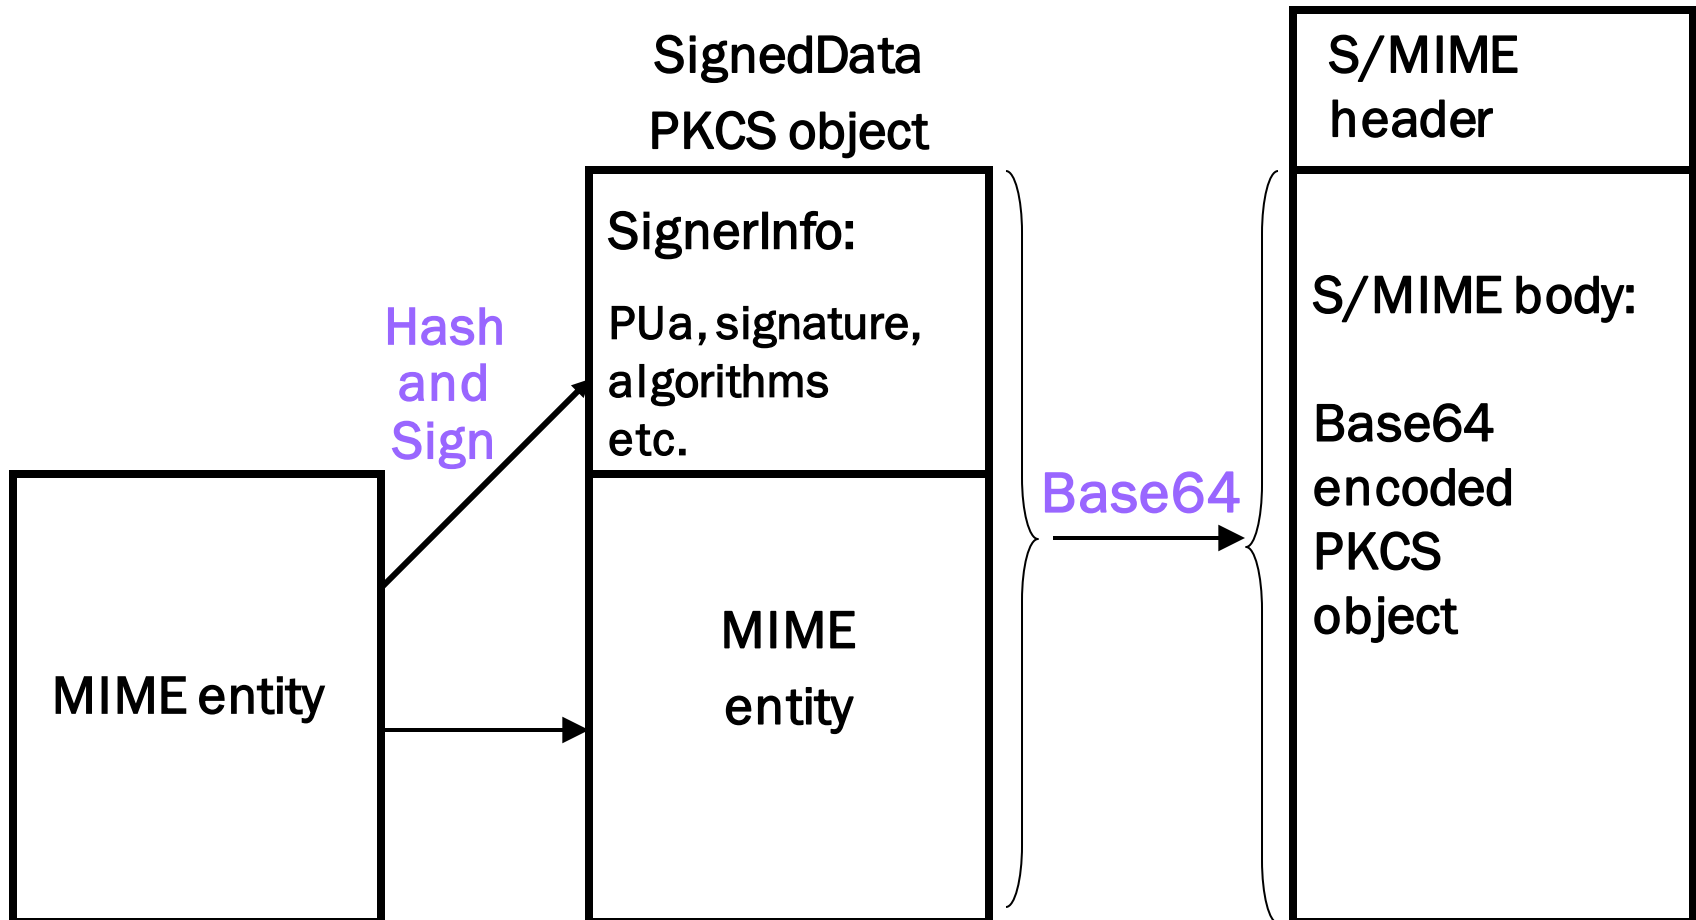 SignedData
PKCS object
S/MIME
header
SignerInfo:
PUa, signature,
algorithms
etc.
Hash
and
Sign
MIME entity
MIME
entity
Base64
S/MIME body:
Base64
encoded
PKCS
object